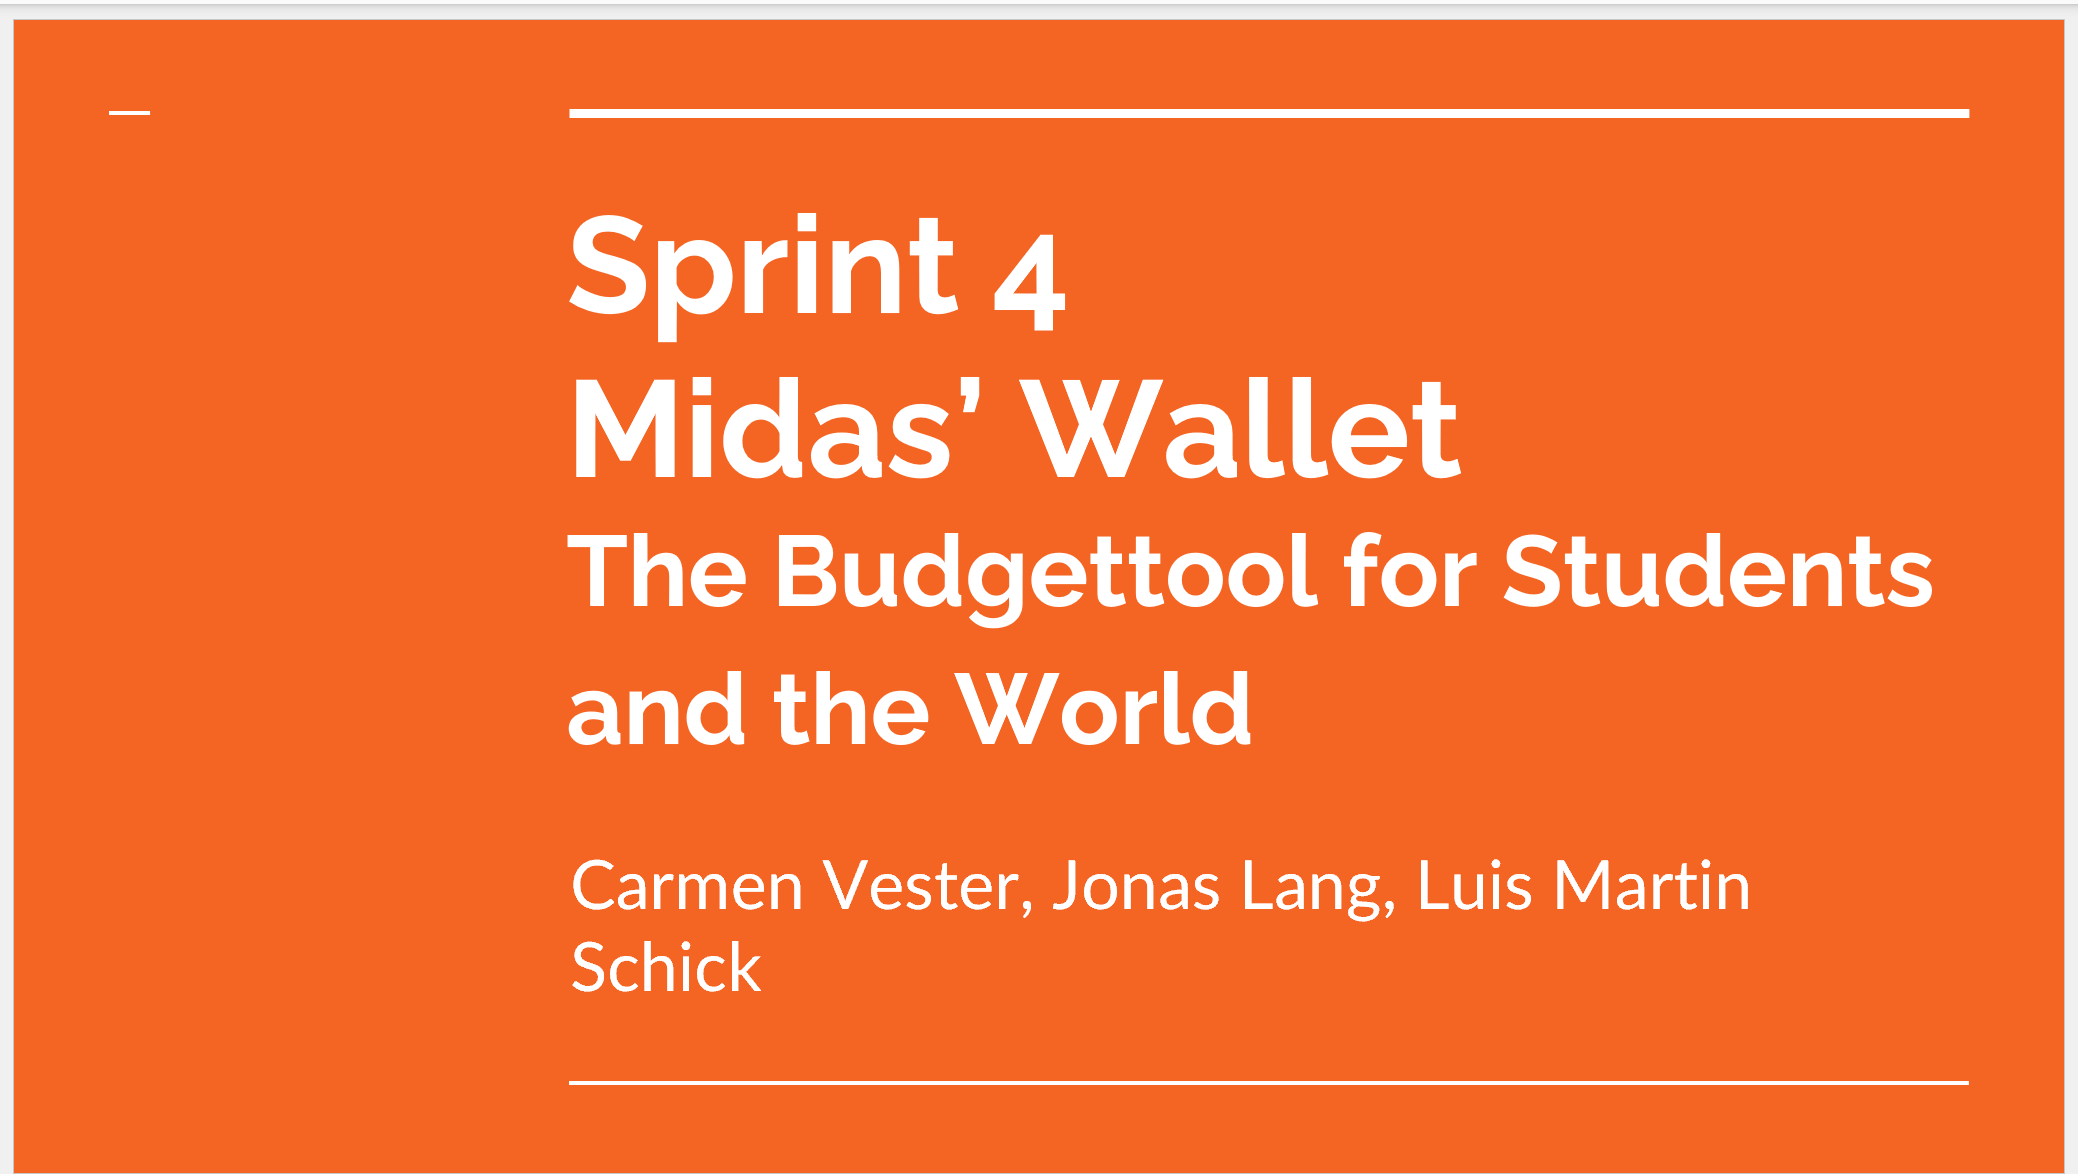 Sprint 4
Midas’ Wallet
The Budgettool for Students
and the World
Carmen Vester, Jonas Lang, Luis Martin
Schick